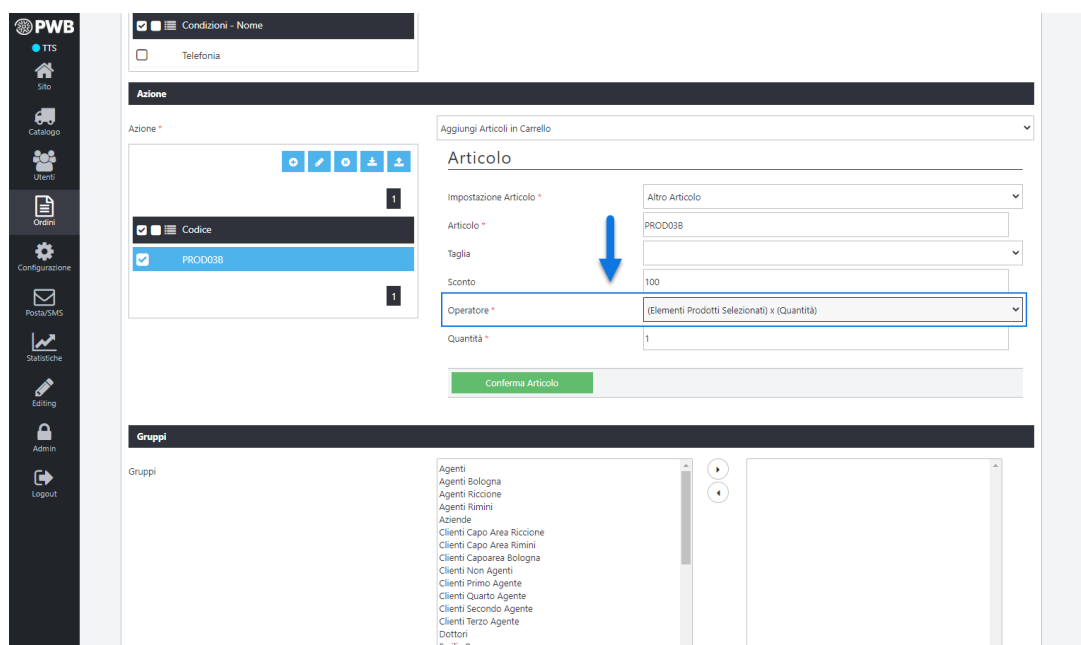 PWB
TTS
Sito
Catalogo
Utenti
Ordini
Configurazione
Posta/SMS
Statistiche
Editing
Admin
Logout
Condizioni - Nome
Telefonia
Azione
Azione *
Aggiungi Articoli in Carrello
1
Codice
PROD03B
1
Articolo
Impostazione Articolo *
Altro Articolo
Articolo *
PROD03B
Taglia
Sconto
100
Operatore *
(Elementi Prodotti Selezionati) x (Quantità)
Quantità *
1
Conferma Articolo
Gruppi
Gruppi
Agenti
Agenti Bologna
Agenti Riccione
Agenti Rimini
Aziende
Clienti Capo Area Riccione
Clienti Capo Area Rimini
Clienti Capoarea Bologna
Clienti Non Agenti
Clienti Primo Agente
Clienti Quarto Agente
Clienti Secondo Agente
Clienti Terzo Agente
Dottori